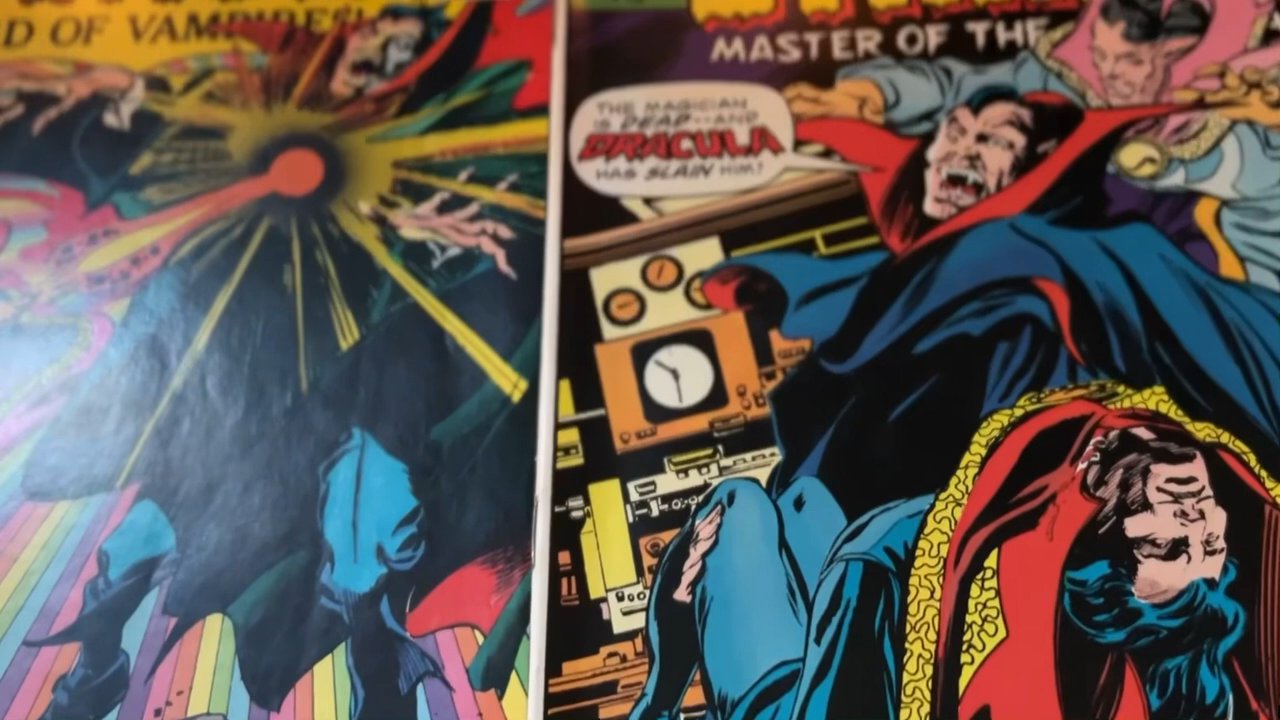 D OF VAMPIRES!
MASTER OF THE
THE MAGICIAN
IS DEAD--AND
DRACULA
HAS SLAIN HIM!